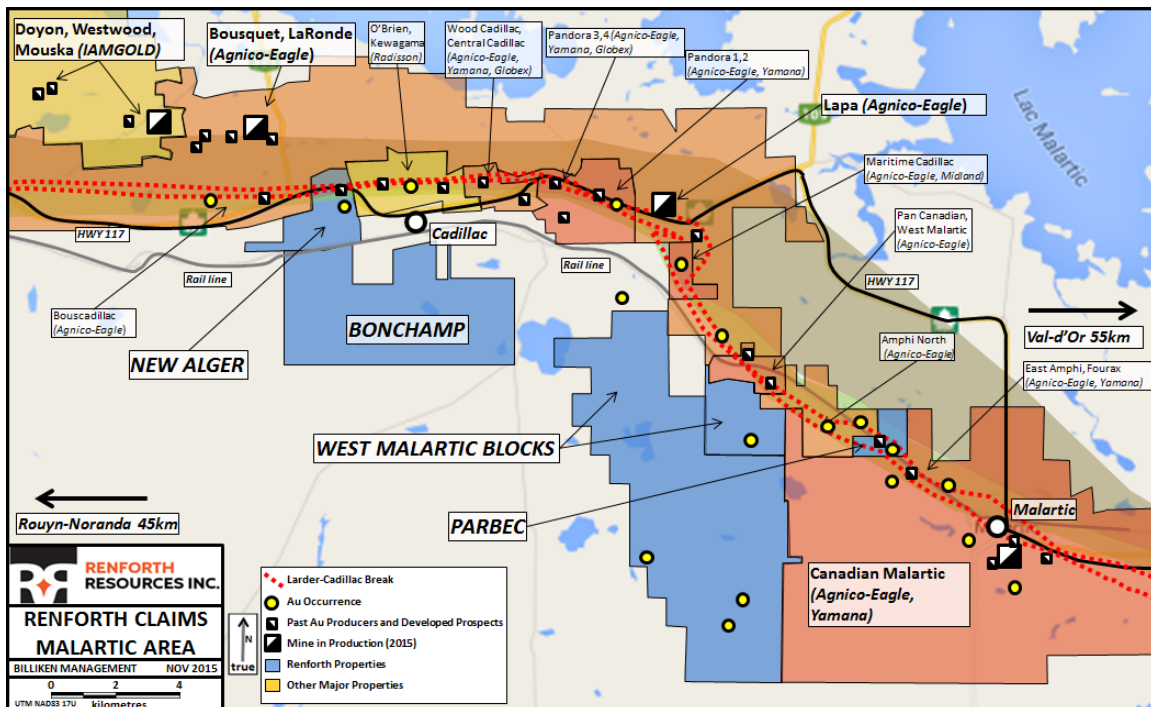 Doyon, Westwood,
Mouska (IAMGOLD)
Bousquet, LaRonde
(Agnico-Eagle)
O'Brien,
Kewagama
(Radisson)
Wood Cadillac,
Central Cadillac
(Agnico-Eagle,
Yamana, Globex)
Pandora 3,4 (Agnico-Eagle,
Yamana, Globex)
Pandora 1,2
(Agnico-Eagle, Yamana)
Lapa (Agnico-Eagle)
Lac Malartic
Maritime Cadillac
(Agnico-Eagle, Midland)
Pan Canadian,
West Malartic
(Agnico-Eagle)
HWY 117
Cadillac
Rail line
Rail line
HWY 117
Bouscadillac
(Agnico-Eagle)
NEW ALGER
BONCHAMP
Val-d'Or 55km
Amphi North
(Agnico-Eagle)
East Amphi, Fourax
(Agnico-Eagle, Yamana)
WEST MALARTIC BLOCKS
Rouyn-Noranda 45km
PARBEC
Malartic
Canadian Malartic
(Agnico-Eagle,
Yamana)
RENFORTH
RESOURCES INC.
RENFORTH CLAIMS
MALARTIC AREA
BILLIKEN MANAGEMENT NOV 2015
0 2 4
UTM NAD83 17U kilometres
N
true
Larder-Cadillac Break
Au Occurrence
Past Au Producers and Developed Prospects
Mine in Production (2015)
Renforth Properties
Other Major Properties